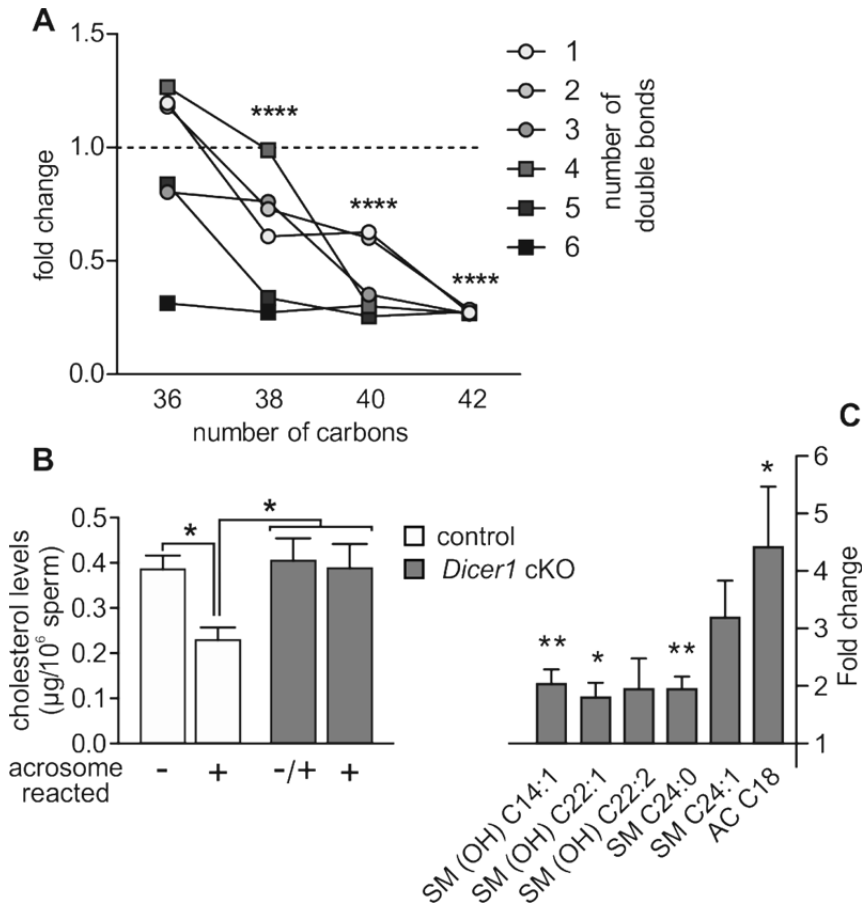 A
1.5
1.0
0.5
0.0
fold change
****
****
****
36 38 40 42
number of carbons
1
2
3
4
5
6
number of
double bonds
B
0.5
0.4
0.3
0.2
0.1
0.0
cholesterol levels
(µg/10⁶ sperm)
*
*
control
Dicer1 cKO
acrosome
reacted
- + -/+ +
C
6
5
4
3
2
1
Fold change
**
*
**
*
SM (OH) C14:1
SM (OH) C22:1
SM (OH) C22:2
SM C24:0
SM C24:1
AC C18